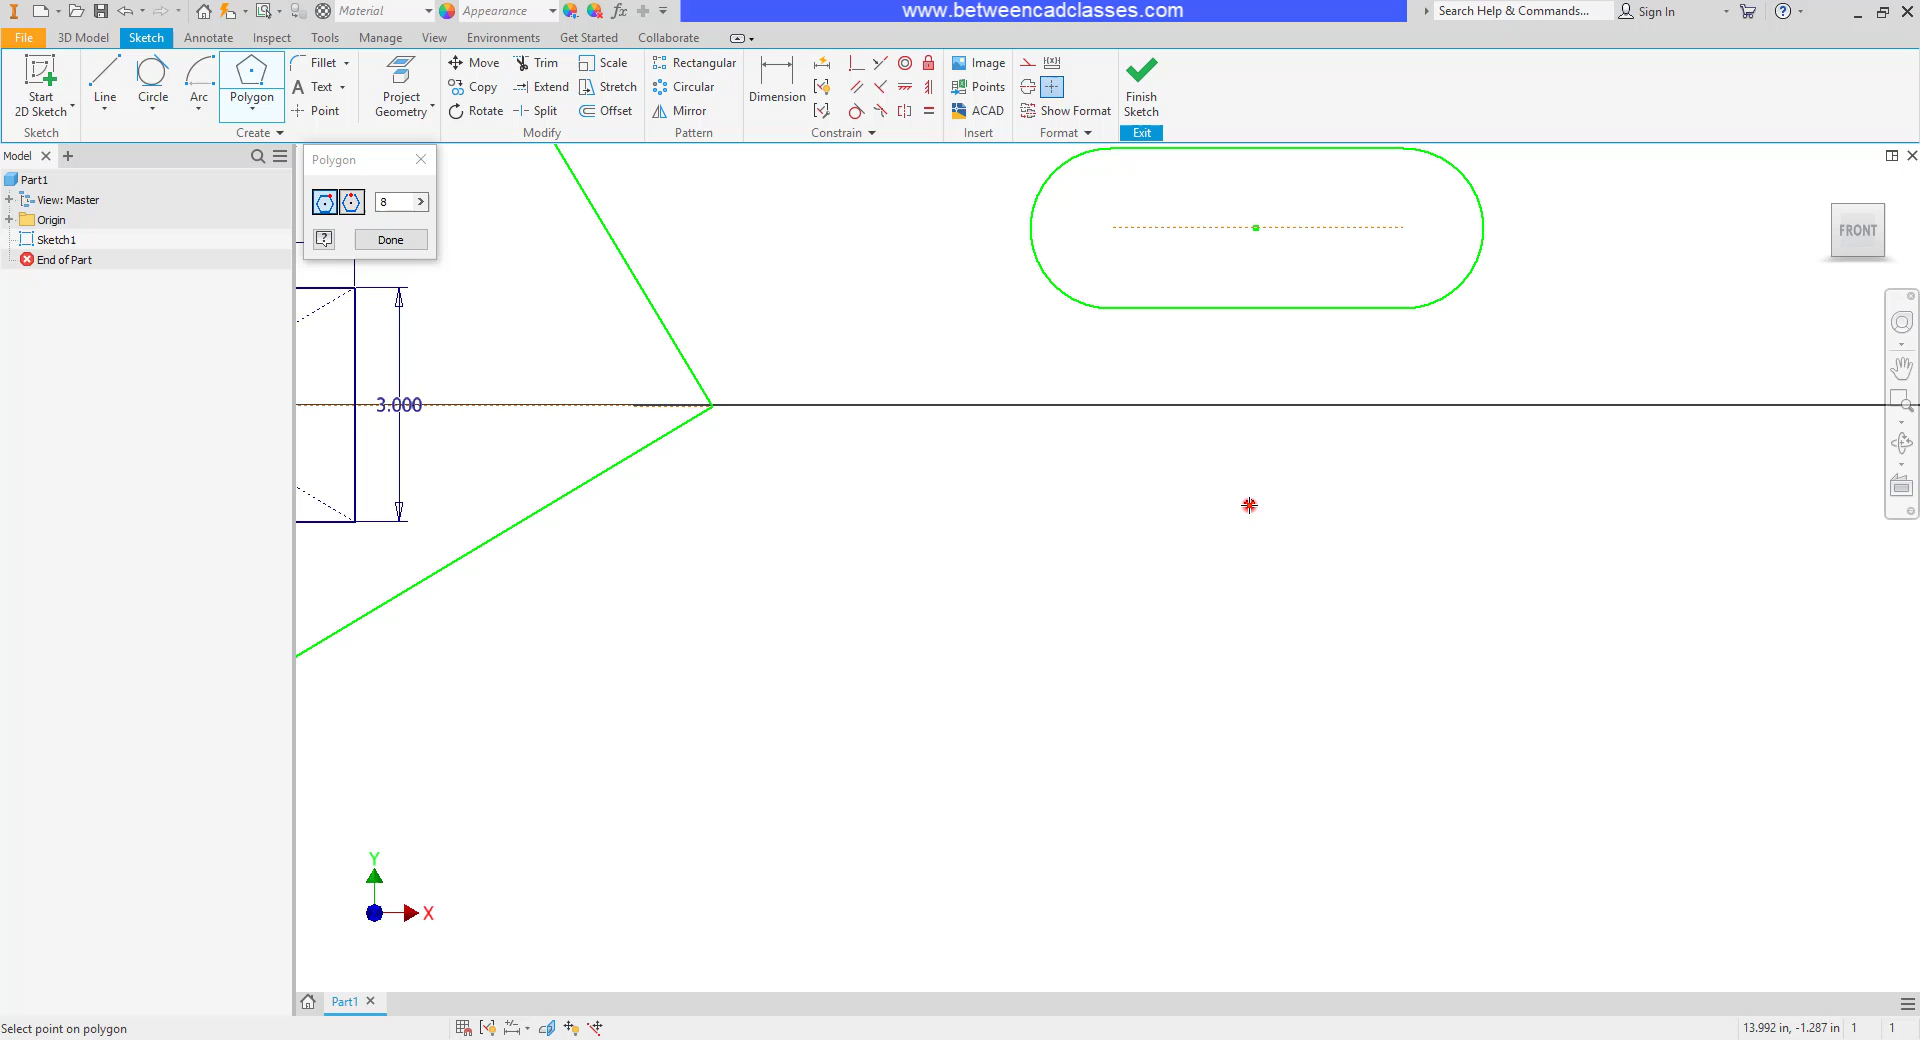 Material
Appearance
fx
www.betweencadclasses.com
Search Help & Commands...
Sign In
File
3D Model
Sketch
Annotate
Inspect
Tools
Manage
View
Environments
Get Started
Collaborate
Start
2D Sketch
Line
Circle
Arc
Polygon
Fillet
A Text
Point
Project
Geometry
Move
Copy
Rotate
Trim
Extend
Split
Scale
Stretch
Offset
Rectangular
Circular
Mirror
Dimension
Image
Points
ACAD
Show Format
Finish
Sketch
Sketch
Create
Modify
Pattern
Constrain
Insert
Format
Exit
Model
Part1
View: Master
Origin
Sketch1
End of Part
Polygon
8
Done
3.000
FRONT
Y
X
Part1
Select point on polygon
13.992 in, -1.287 in 1 1